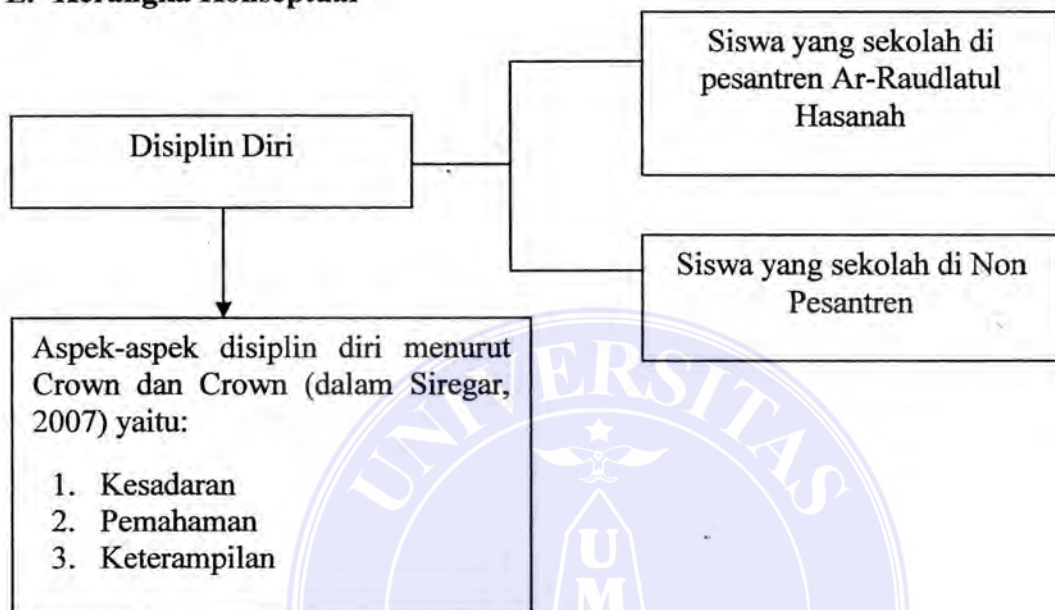 E. Kerangka Konseptual
Siswa yang sekolah di
pesantren Ar-Raudlatul
Hasanah
Disiplin Diri
Siswa yang sekolah di Non
Pesantren
Aspek-aspek disiplin diri menurut
Crown dan Crown (dalam Siregar,
2007) yaitu:
1. Kesadaran
2. Pemahaman
3. Keterampilan
UNIVERSITAS
U
M